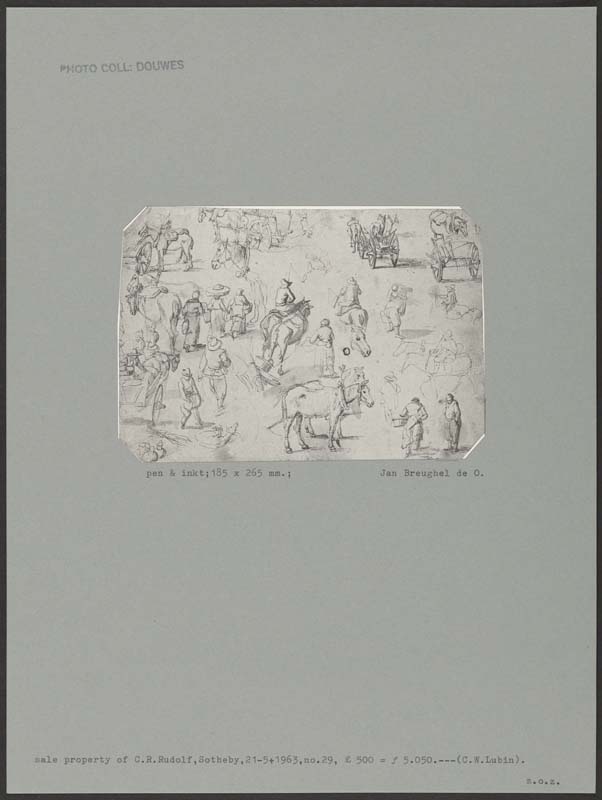 PHOTO COLL: DOUWES
pen & inkt;185 x 265 mm.; Jan Breughel de O.
sale property of C.R.Rudolf,Sotheby,21-5+1963,no.29, £ 500 = ƒ 5.050.---(C.W.Lubin).
z.o.z.